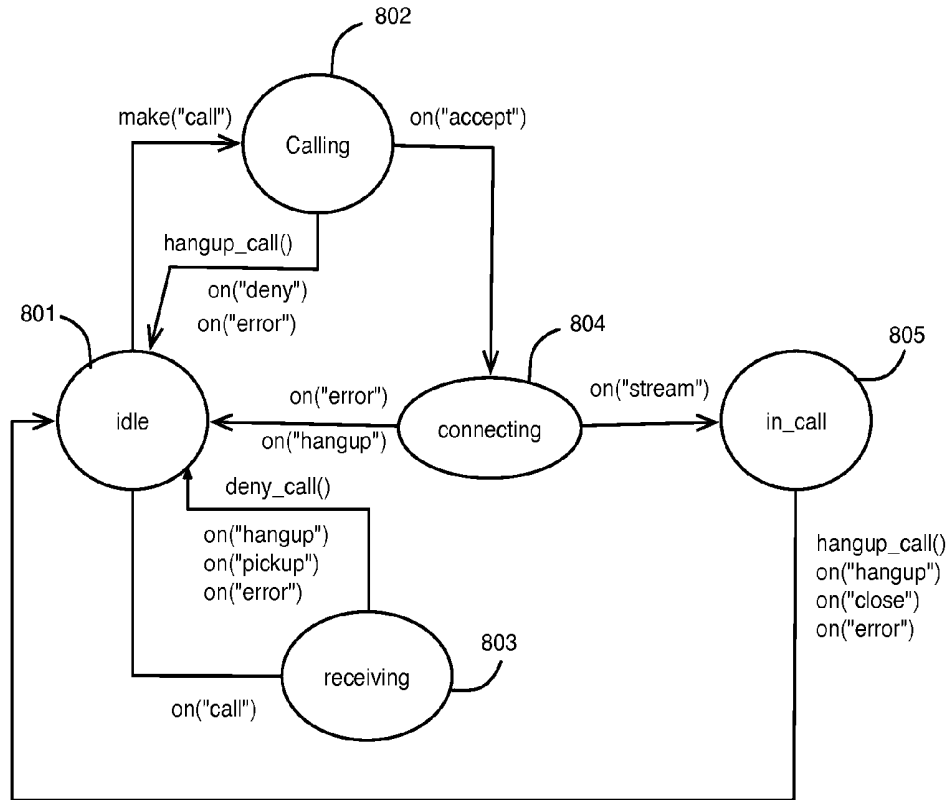 802
make("call")
on("accept")
Calling
hangup_call()
on("deny")
on("error")
801
804
805
idle
on("error")
on("hangup")
connecting
on("stream")
in_call
deny_call()
on("hangup")
on("pickup")
on("error")
hangup_call()
on("hangup")
on("close")
on("error")
803
receiving
on("call")